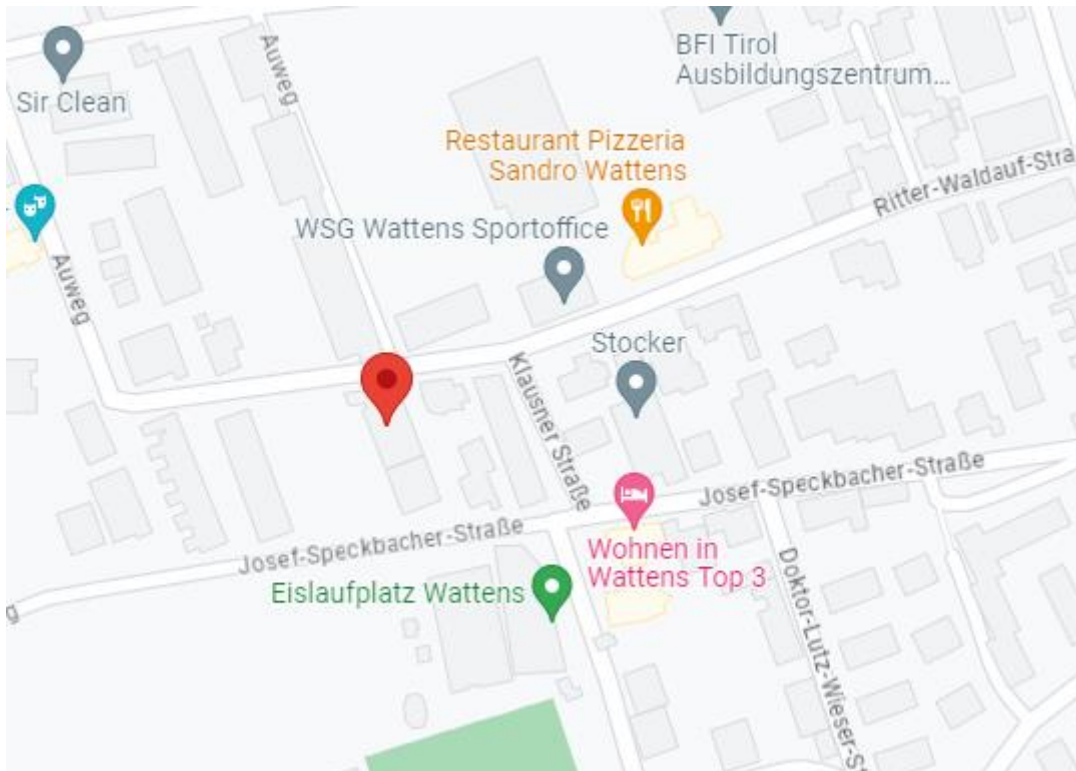 BFI Tirol
Ausbildungszentrum...
Auweg
Sir Clean
Restaurant Pizzeria
Sandro Wattens
Ritter-Waldauf-Stra
WSG Wattens Sportoffice
Auweg
Stocker
Klausner Straße
Josef-Speckbacher-Straße
Josef-Speckbacher-Straße
Wohnen in
Wattens Top 3
Eislaufplatz Wattens
Doktor-Lutz-Wieser-S
g